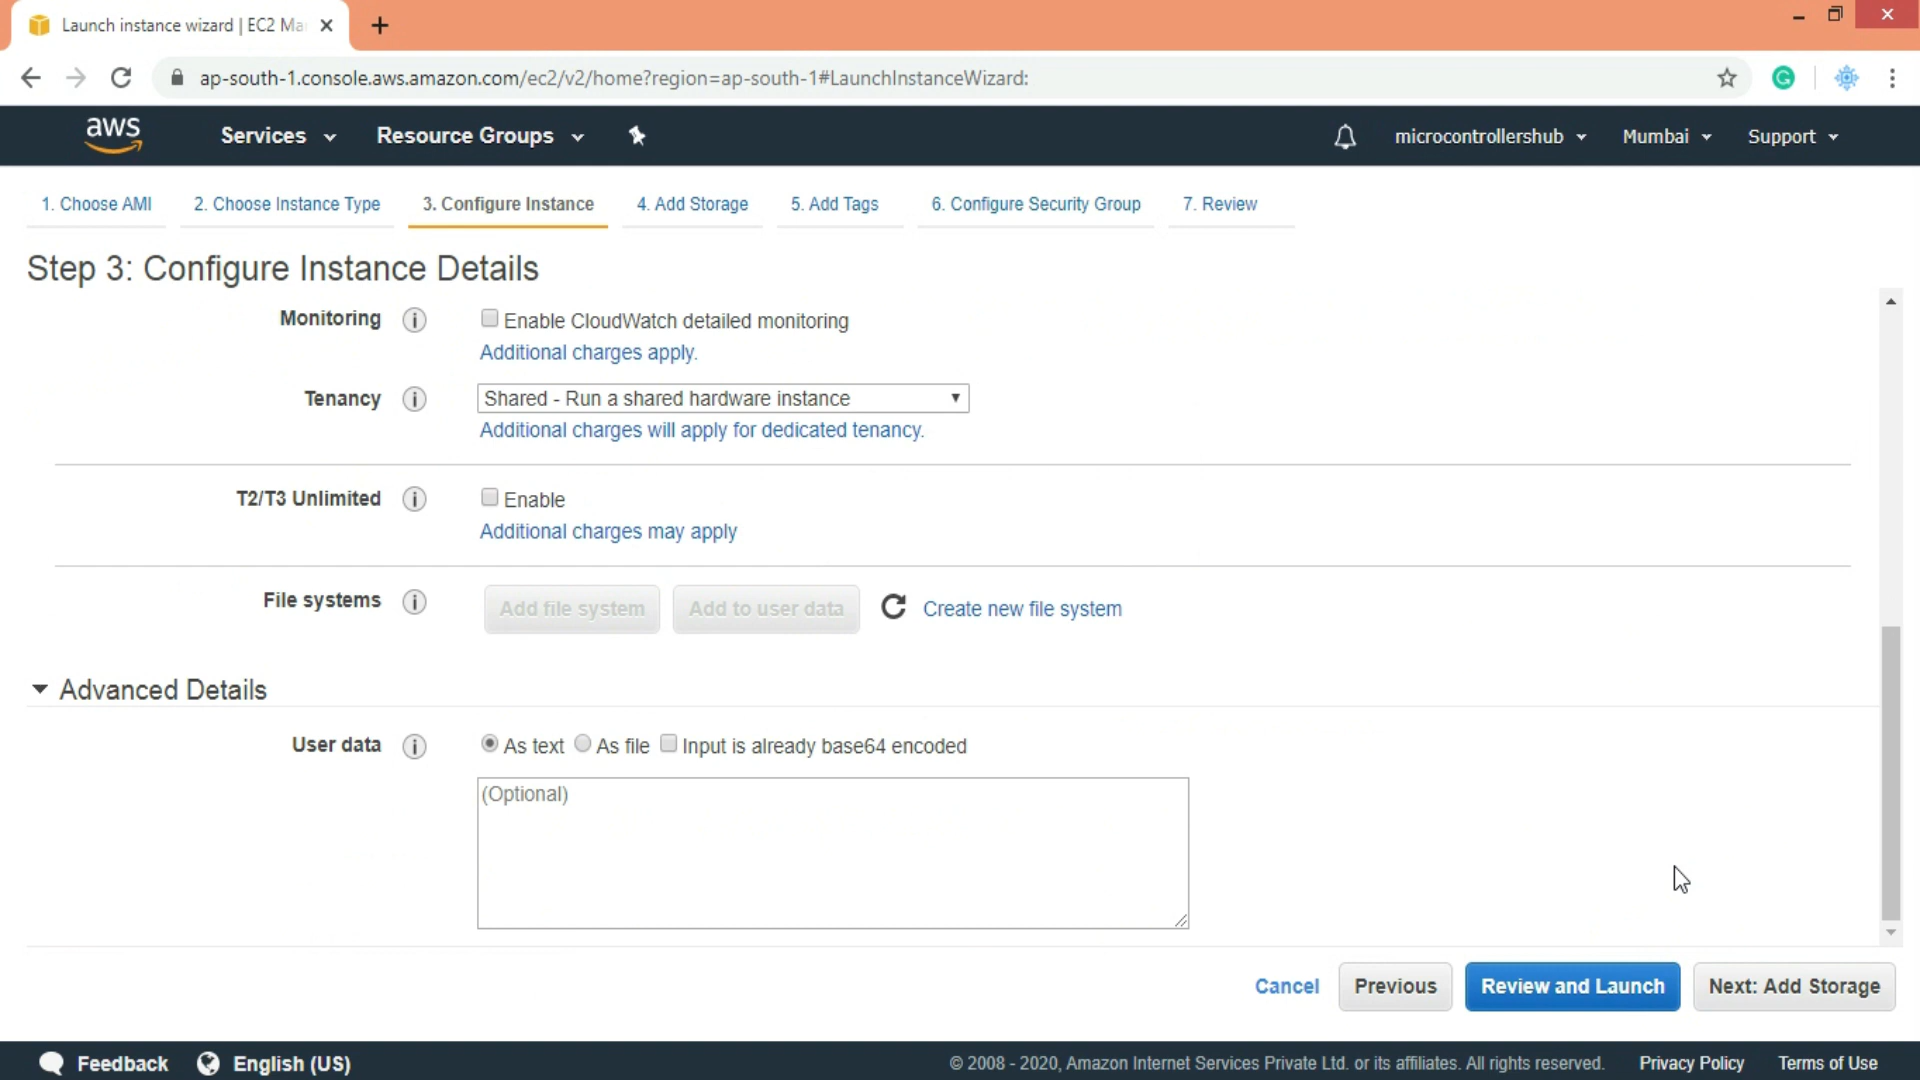 Launch instance wizard | EC2 Ma
ap-south-1.console.aws.amazon.com/ec2/v2/home?region=ap-south-1#LaunchInstanceWizard:
aws Services Resource Groups microcontrollershub Mumbai Support
1. Choose AMI 2. Choose Instance Type 3. Configure Instance 4. Add Storage 5. Add Tags 6. Configure Security Group 7. Review
Step 3: Configure Instance Details
Monitoring i Enable CloudWatch detailed monitoring
Additional charges apply.
Tenancy i Shared - Run a shared hardware instance
Additional charges will apply for dedicated tenancy.
T2/T3 Unlimited i Enable
Additional charges may apply
File systems i Add file system Add to user data Create new file system
Advanced Details
User data i As text As file Input is already base64 encoded
(Optional)
Cancel Previous Review and Launch Next: Add Storage
Feedback English (US) © 2008 - 2020, Amazon Internet Services Private Ltd. or its affiliates. All rights reserved. Privacy Policy Terms of Use